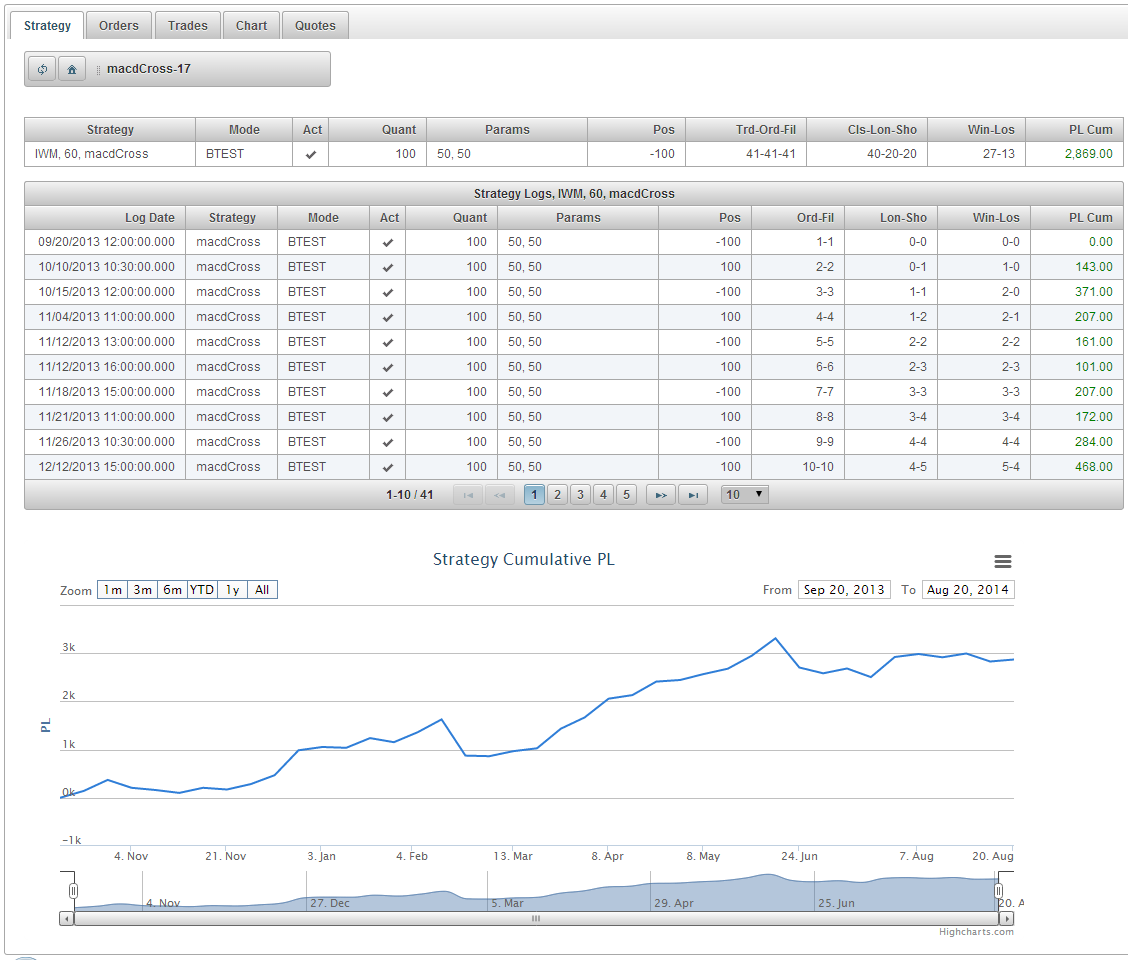 Strategy Orders Trades Chart Quotes
macdCross-17
Strategy Mode Act Quant Params Pos Trd-Ord-Fil Cls-Lon-Sho Win-Los PL Cum
IWM, 60, macdCross BTEST 100 50, 50 -100 41-41-41 40-20-20 27-13 2,869.00
Strategy Logs, IWM, 60, macdCross
Log Date Strategy Mode Act Quant Params Pos Ord-Fil Lon-Sho Win-Los PL Cum
09/20/2013 12:00:00.000 macdCross BTEST 100 50, 50 -100 1-1 0-0 0-0 0.00
10/10/2013 10:30:00.000 macdCross BTEST 100 50, 50 100 2-2 0-1 1-0 143.00
10/15/2013 12:00:00.000 macdCross BTEST 100 50, 50 -100 3-3 1-1 2-0 371.00
11/04/2013 11:00:00.000 macdCross BTEST 100 50, 50 100 4-4 1-2 2-1 207.00
11/12/2013 13:00:00.000 macdCross BTEST 100 50, 50 -100 5-5 2-2 2-2 161.00
11/12/2013 16:00:00.000 macdCross BTEST 100 50, 50 100 6-6 2-3 2-3 101.00
11/18/2013 15:00:00.000 macdCross BTEST 100 50, 50 -100 7-7 3-3 3-3 207.00
11/21/2013 11:00:00.000 macdCross BTEST 100 50, 50 100 8-8 3-4 3-4 172.00
11/26/2013 10:30:00.000 macdCross BTEST 100 50, 50 -100 9-9 4-4 4-4 284.00
12/12/2013 15:00:00.000 macdCross BTEST 100 50, 50 100 10-10 4-5 5-4 468.00
1-10 / 41 1 2 3 4 5 10
Strategy Cumulative PL
Zoom 1m 3m 6m YTD 1y All From Sep 20, 2013 To Aug 20, 2014
3k
2k
PL
1k
0k
-1k
4. Nov 21. Nov 3. Jan 4. Feb 13. Mar 8. Apr 8. May 24. Jun 7. Aug 20. Aug
4. Nov 27. Dec 5. Mar 29. Apr 25. Jun 20. A
Highcharts.com